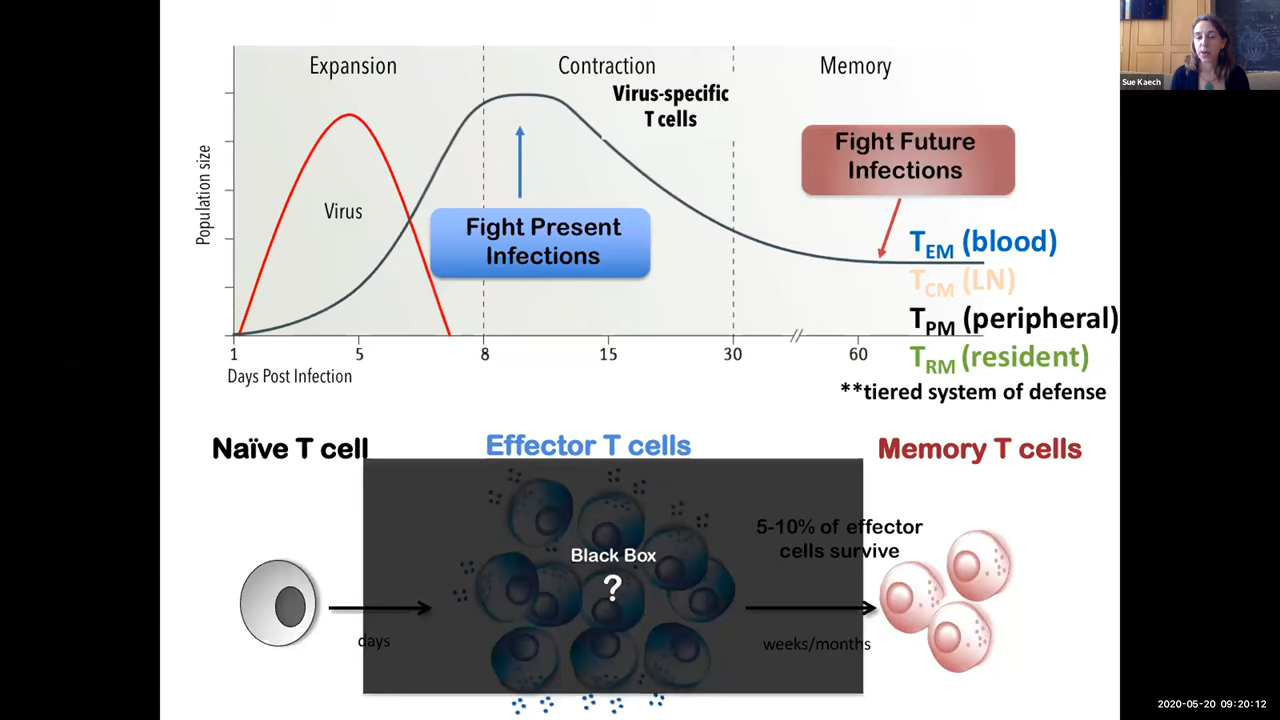 Expansion
Contraction
Memory
Virus-specific
T cells
Fight Future
Infections
Population size
Virus
Fight Present
Infections
TEM (blood)
TCM (LN)
TPM (peripheral)
TRM (resident)
1
5
8
15
30
60
Days Post Infection
**tiered system of defense
Naïve T cell
Effector T cells
Memory T cells
Black Box
?
5-10% of effector
cells survive
days
weeks/months
Sue Kaech
2020-05-20 09:20:12